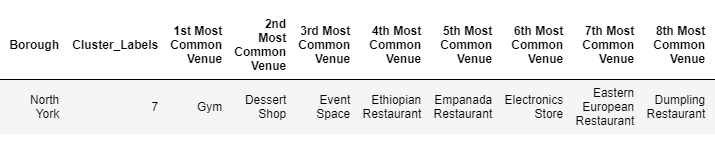 Borough Cluster_Labels 1st Most Common Venue 2nd Most Common Venue 3rd Most Common Venue 4th Most Common Venue 5th Most Common Venue 6th Most Common Venue 7th Most Common Venue 8th Most Common Venue
North York 7 Gym Dessert Shop Event Space Ethiopian Restaurant Empanada Restaurant Electronics Store Eastern European Restaurant Dumpling Restaurant